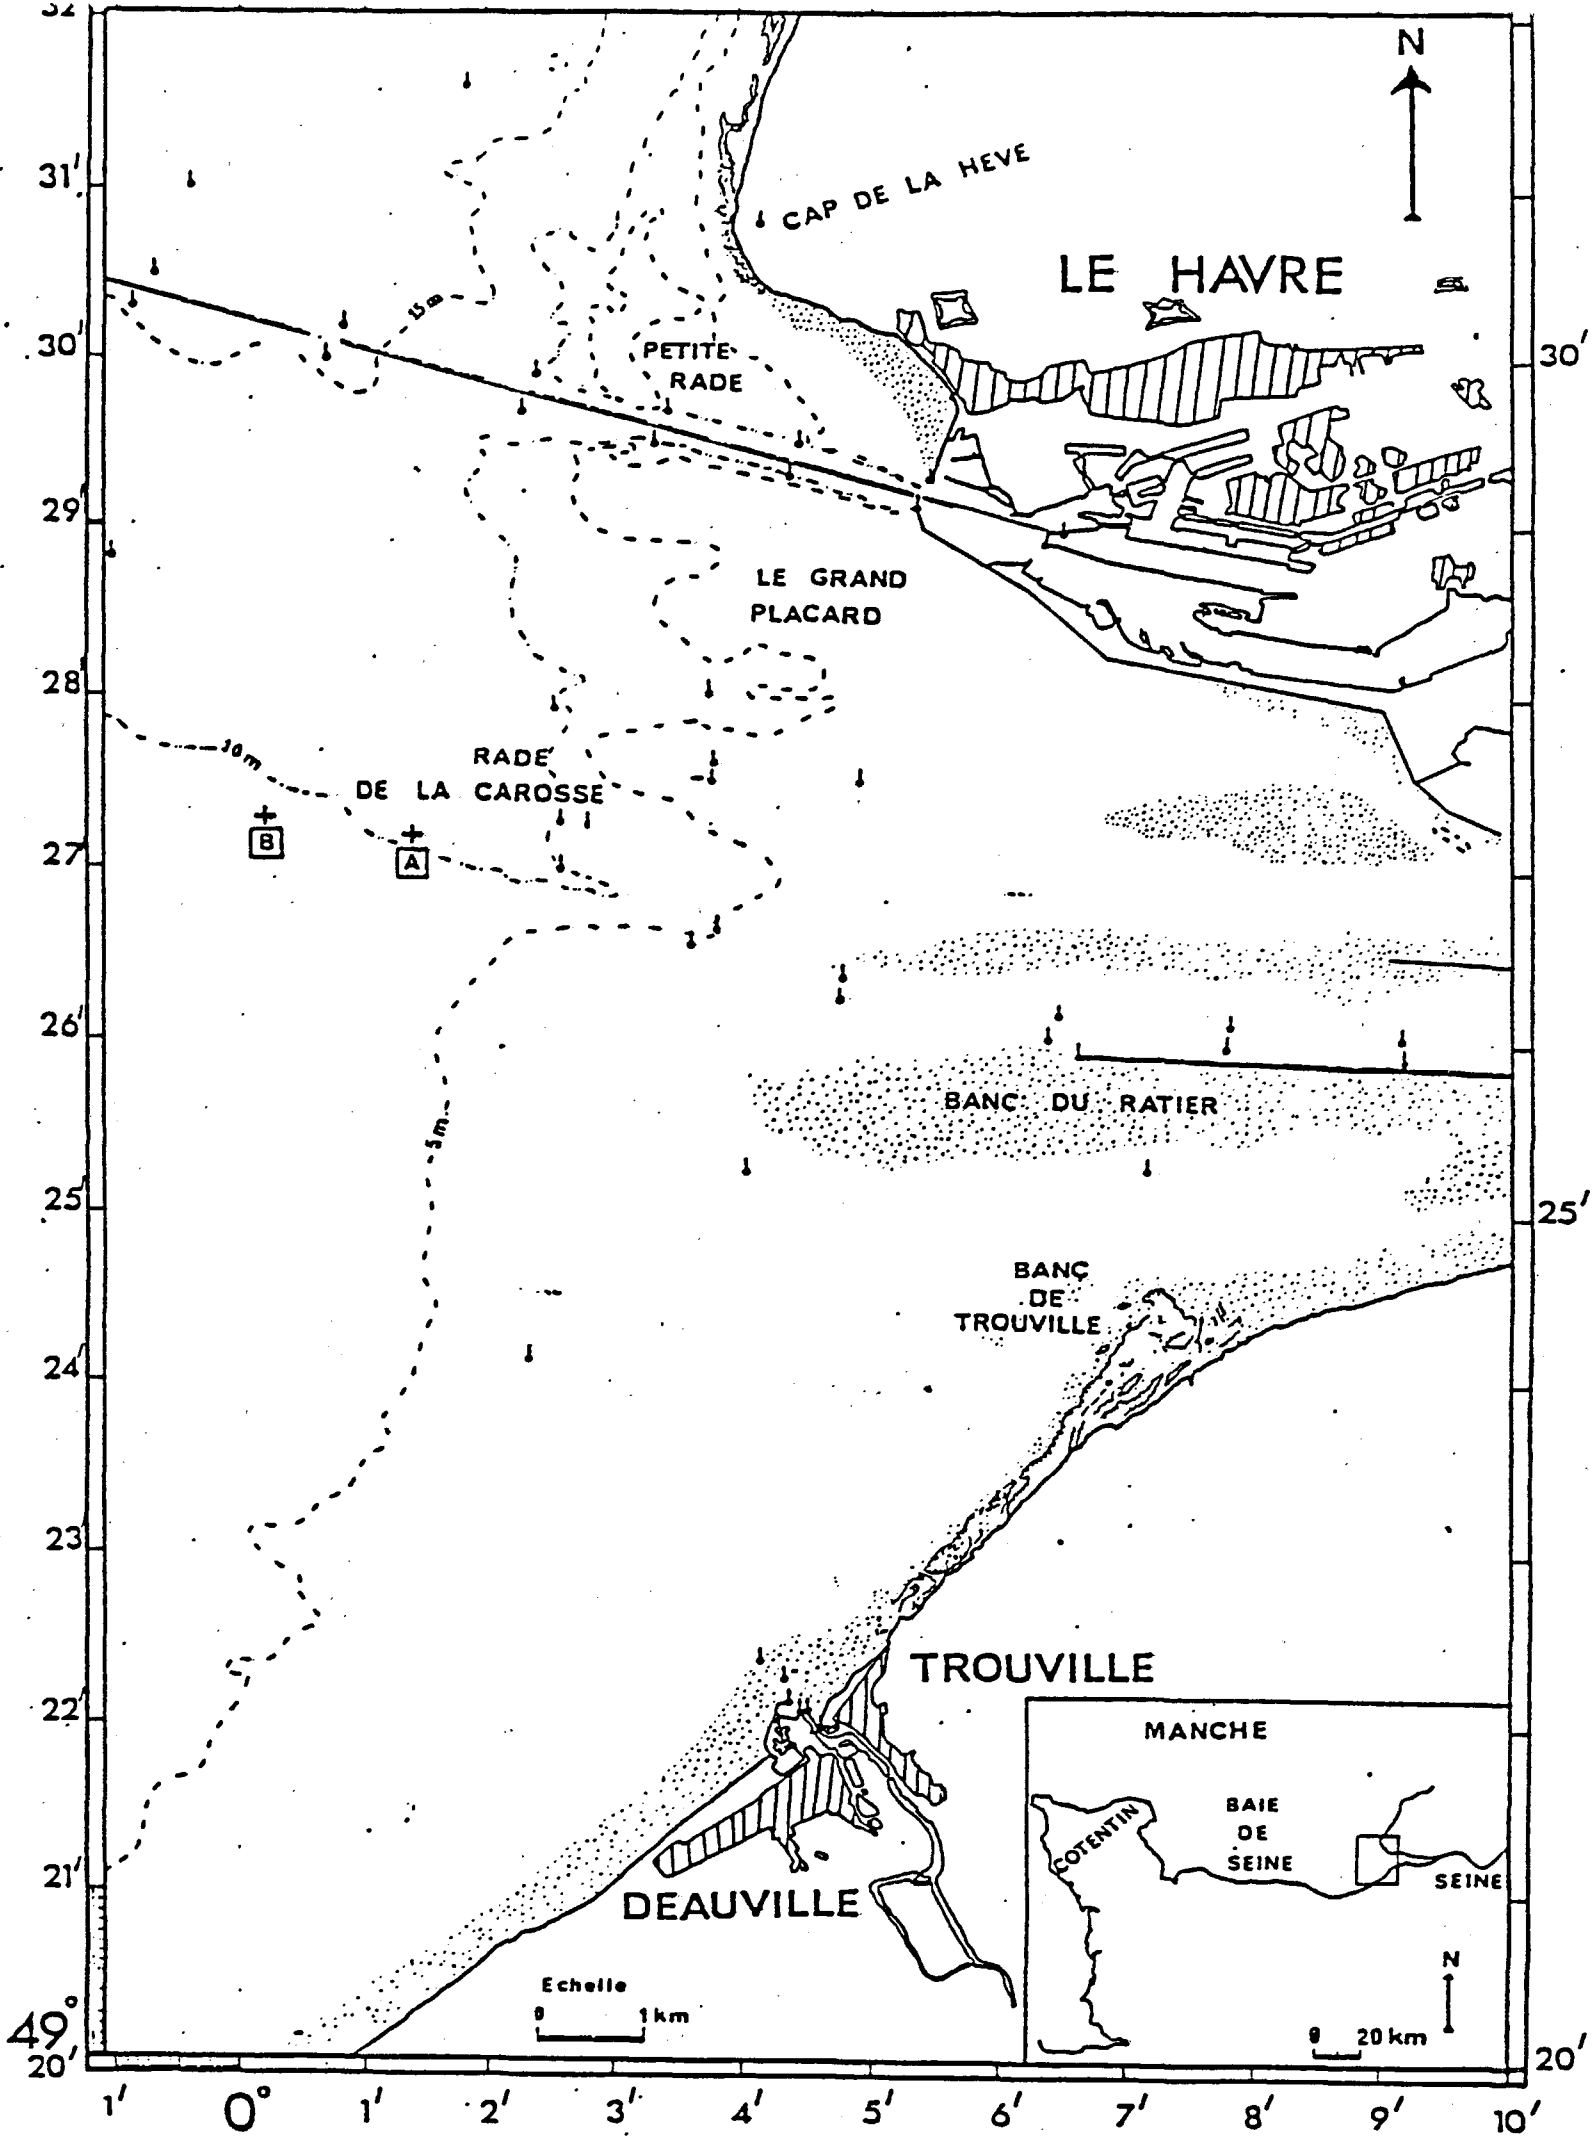 32
N
31'
CAP DE LA HEVE
LE HAVRE
15 m
30'
30'
PETITE
RADE
29'
LE GRAND
PLACARD
28'
10 m
RADE
DE LA CAROSSE
B
A
27'
26'
BANC DU RATIER
5m
25'
25'
BANC
DE
TROUVILLE
24'
23'
TROUVILLE
22'
MANCHE
BAIE
DE
SEINE
COTENTIN
SEINE
21'
DEAUVILLE
N
Echelle
0 1 km
0 20 km
49°
20'
20'
1' 0° 1' 2' 3' 4' 5' 6' 7' 8' 9' 10'